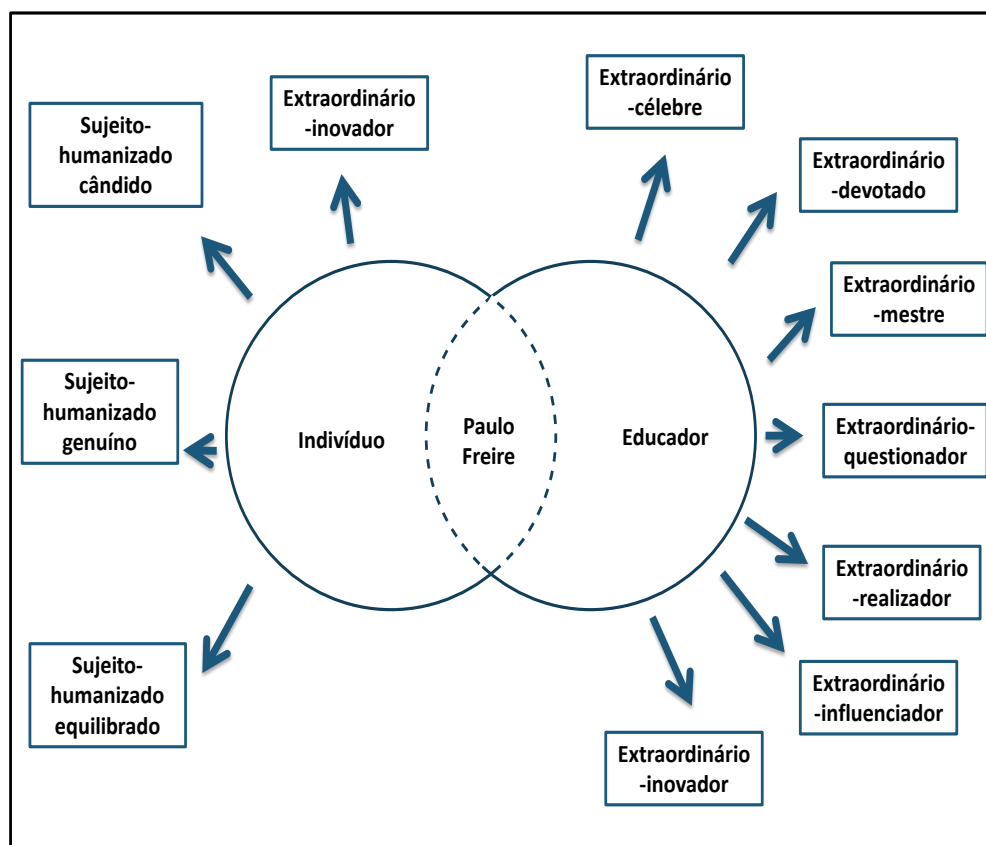 Extraordinário
-célebre
Extraordinário
-inovador
Sujeito-
humanizado
cândido
Extraordinário
-devotado
Extraordinário
-mestre
Sujeito-
humanizado
genuíno
Indivíduo
Paulo
Freire
Educador
Extraordinário-
questionador
Extraordinário
-realizador
Sujeito-
humanizado
equilibrado
Extraordinário
-influenciador
Extraordinário
-inovador